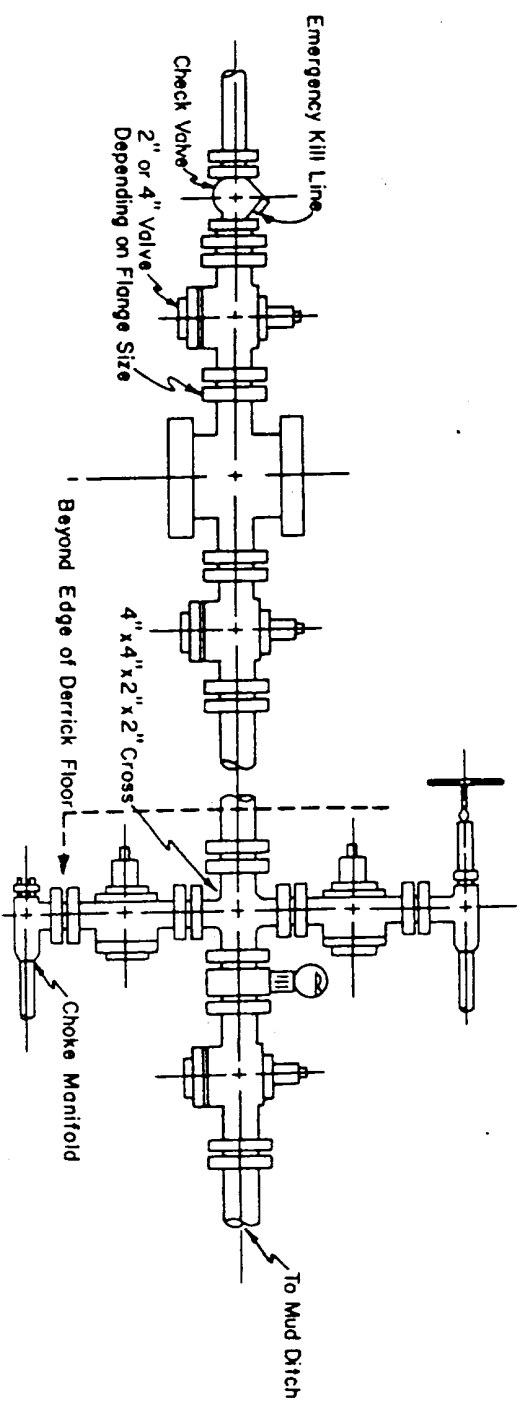 Emergency Kill Line
Check Valve
2" or 4" Valve
Depending on Flange Size
Beyond Edge of Derrick Floor
4"x4"x2"x2" Cross
Choke Manifold
To Mud Ditch